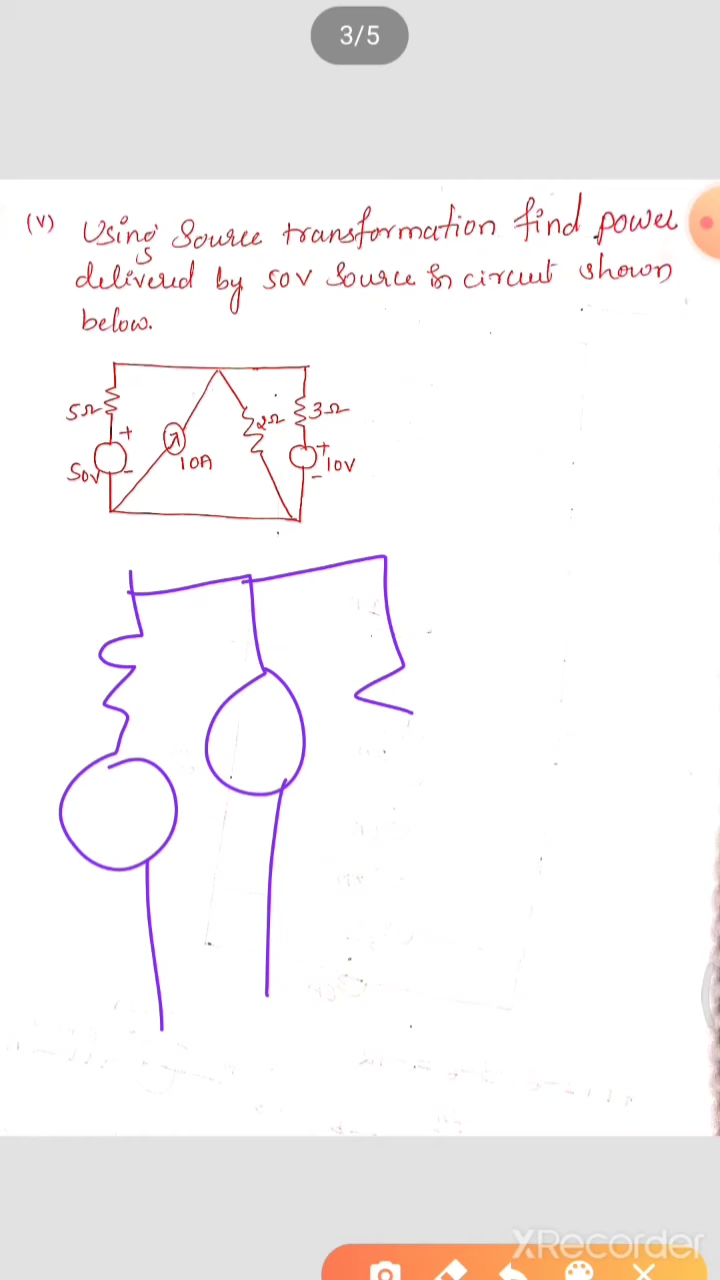 3/5
(V) Using Source transformation find power
delivered by 50V Source in circuit shown
below.
5Ω
2Ω
3Ω
+
50V
-
10A
+
10V
-
XRecorder